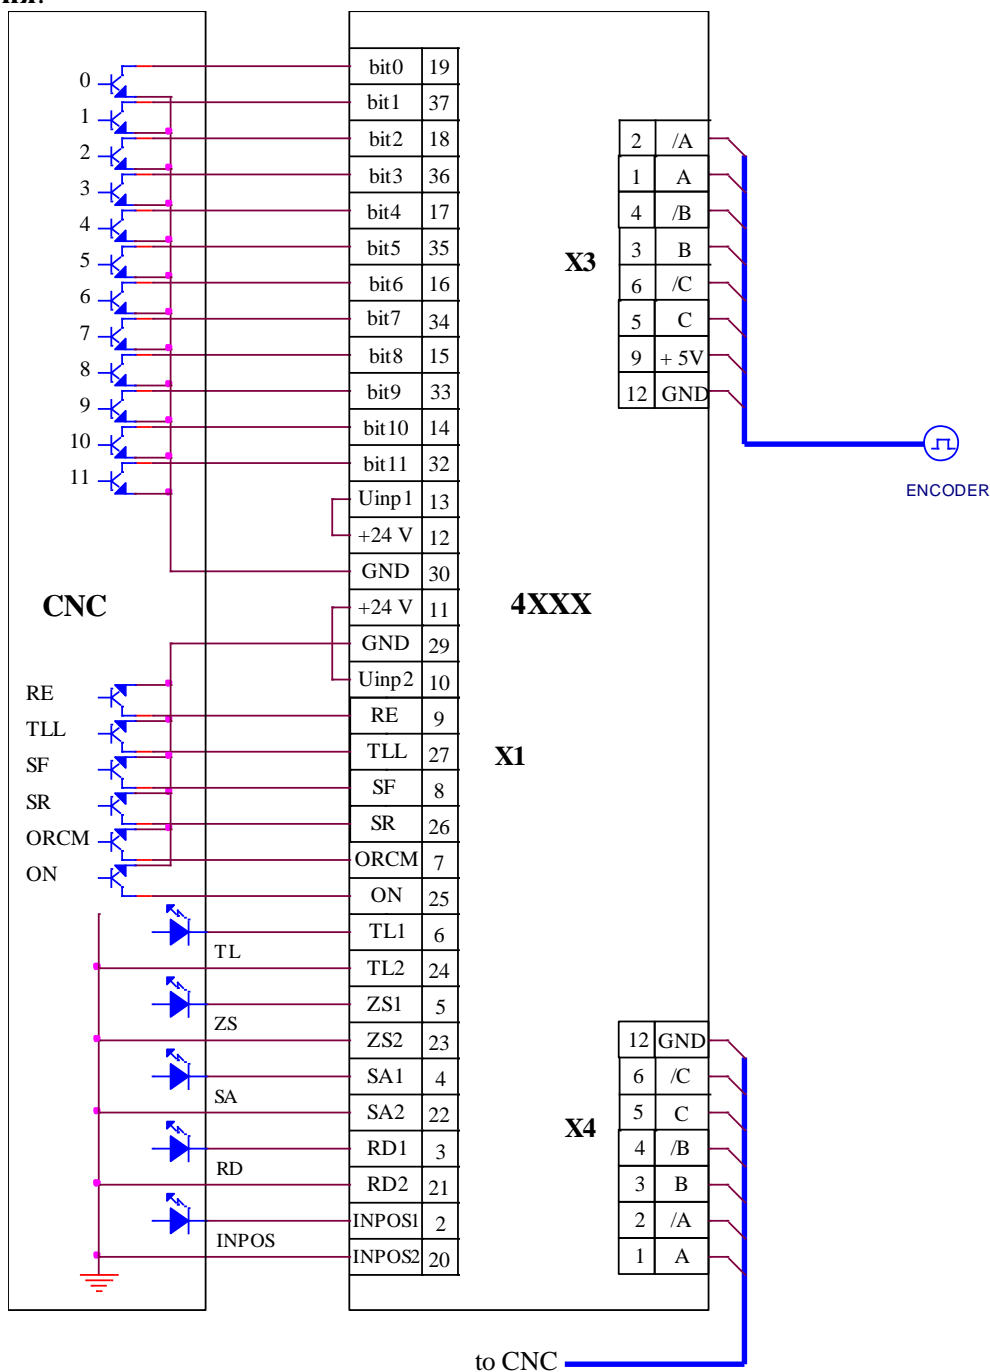 0
1
2
3
4
5
6
7
8
9
10
11
CNC
RE
TLL
SF
SR
ORCM
ON
TL
ZS
SA
RD
INPOS
bit0 19
bit1 37
bit2 18
bit3 36
bit4 17
bit5 35
bit6 16
bit7 34
bit8 15
bit9 33
bit10 14
bit11 32
Uinp1 13
+24 V 12
GND 30
+24 V 11
GND 29
Uinp2 10
RE 9
TLL 27
SF 8
SR 26
ORCM 7
ON 25
TL1 6
TL2 24
ZS1 5
ZS2 23
SA1 4
SA2 22
RD1 3
RD2 21
INPOS1 2
INPOS2 20
4XXX
X1
X3
2 /A
1 A
4 /B
3 B
6 /C
5 C
9 + 5V
12 GND
ENCODER
X4
12 GND
6 /C
5 C
4 /B
3 B
2 /A
1 A
to CNC